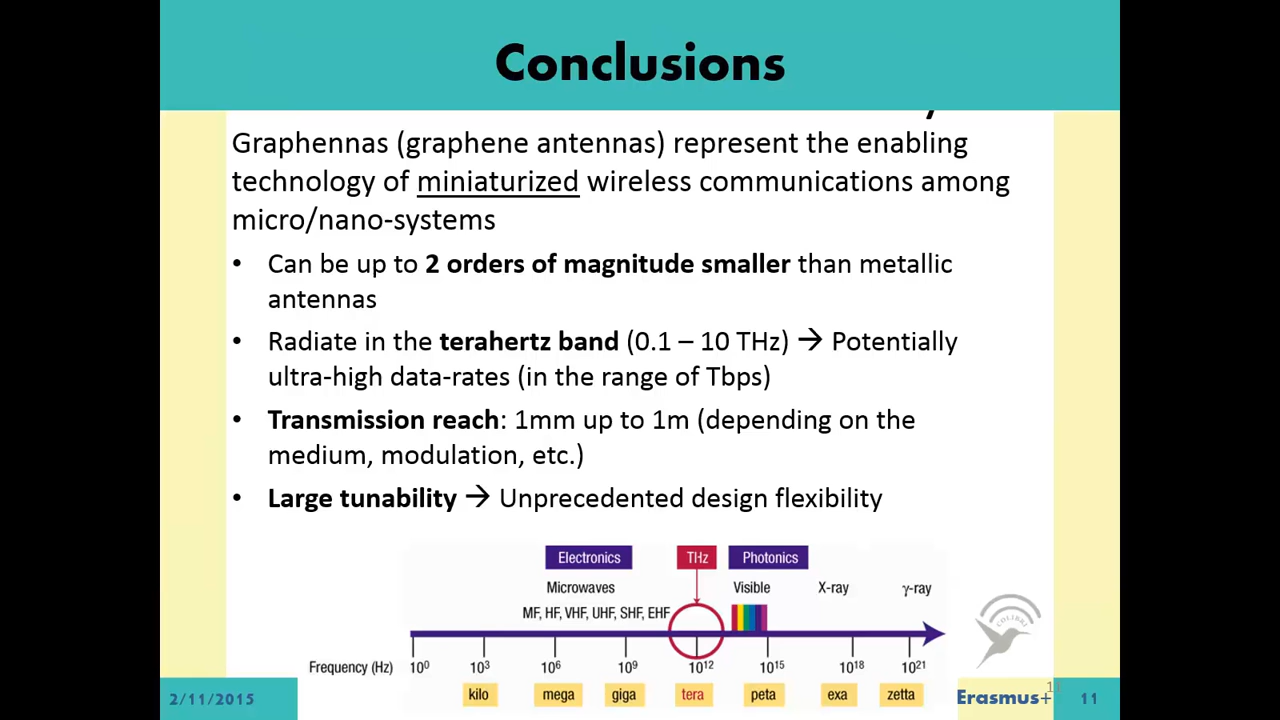 Conclusions
Graphennas (graphene antennas) represent the enabling
technology of miniaturized wireless communications among
micro/nano-systems
• Can be up to 2 orders of magnitude smaller than metallic
antennas
• Radiate in the terahertz band (0.1 – 10 THz) → Potentially
ultra-high data-rates (in the range of Tbps)
• Transmission reach: 1mm up to 1m (depending on the
medium, modulation, etc.)
• Large tunability → Unprecedented design flexibility
Electronics THz Photonics
Microwaves Visible X-ray γ-ray
MF, HF, VHF, UHF, SHF, EHF
COLIBRI
Frequency (Hz) 10⁰ 10³ 10⁶ 10⁹ 10¹² 10¹⁵ 10¹⁸ 10²¹
kilo mega giga tera peta exa zetta
2/11/2015 Erasmus+ 11